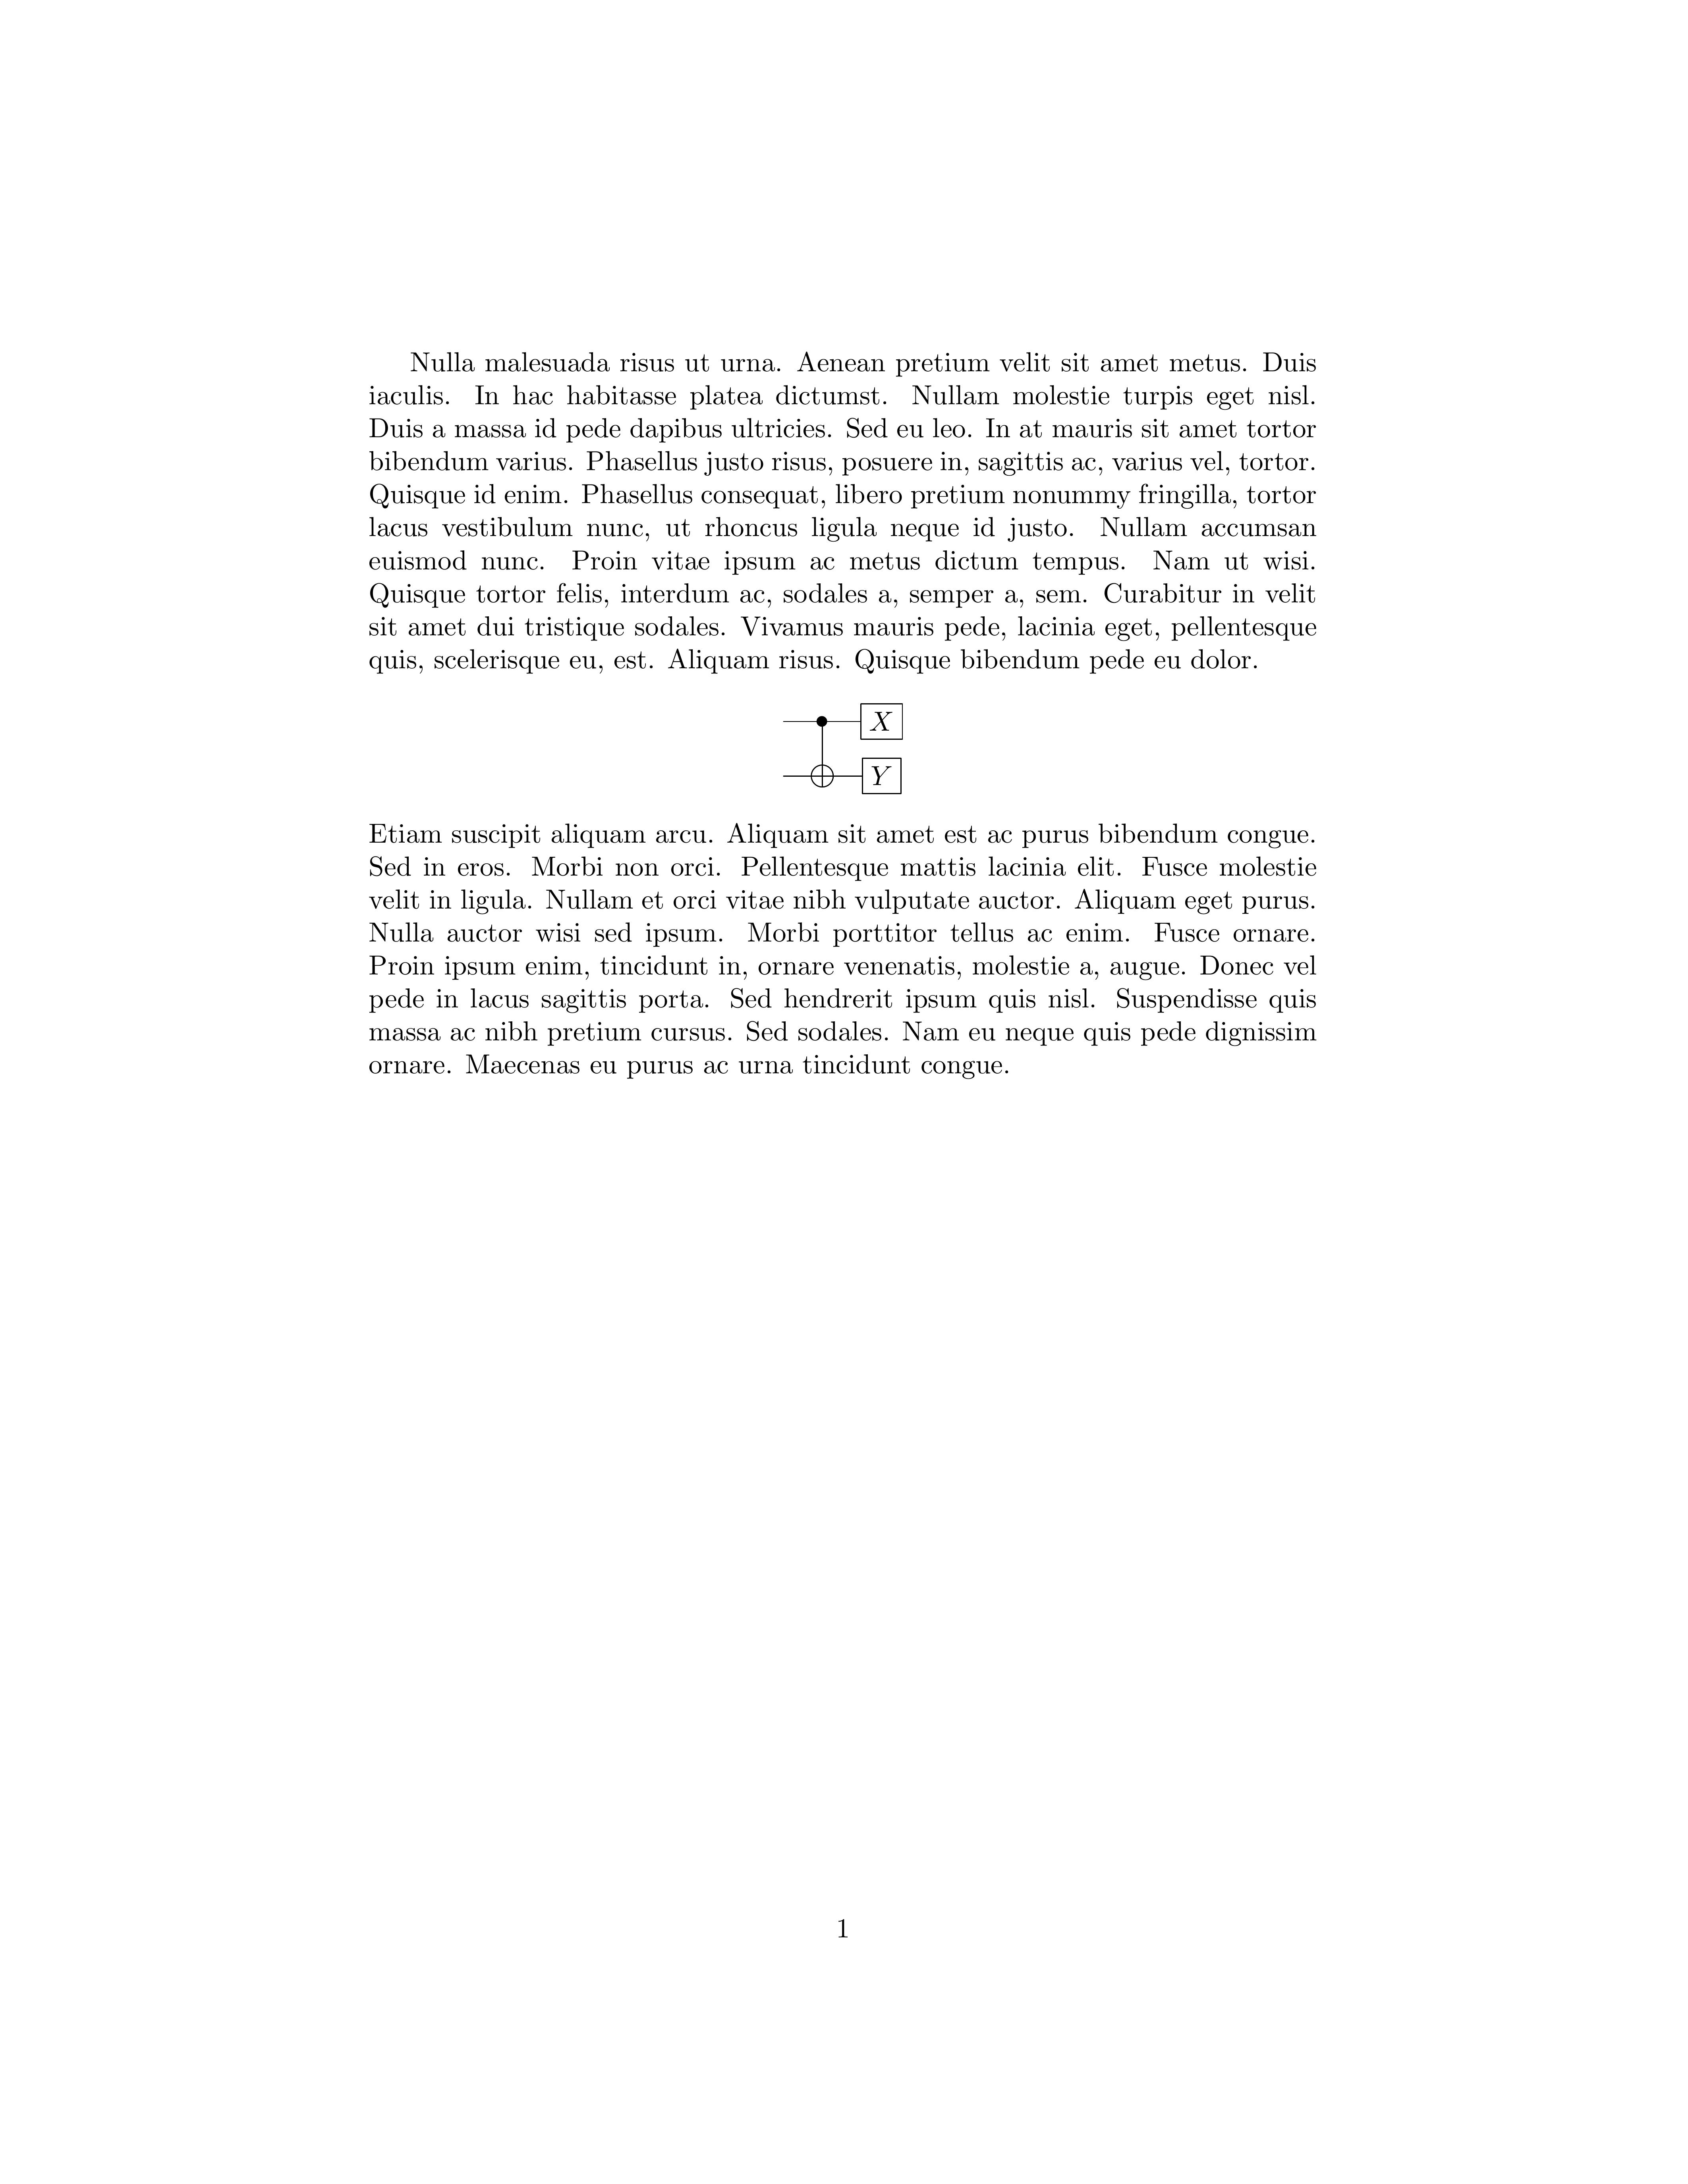 Nulla malesuada risus ut urna. Aenean pretium velit sit amet metus. Duis
iaculis. In hac habitasse platea dictumst. Nullam molestie turpis eget nisl.
Duis a massa id pede dapibus ultricies. Sed eu leo. In at mauris sit amet tortor
bibendum varius. Phasellus justo risus, posuere in, sagittis ac, varius vel, tortor.
Quisque id enim. Phasellus consequat, libero pretium nonummy fringilla, tortor
lacus vestibulum nunc, ut rhoncus ligula neque id justo. Nullam accumsan
euismod nunc. Proin vitae ipsum ac metus dictum tempus. Nam ut wisi.
Quisque tortor felis, interdum ac, sodales a, semper a, sem. Curabitur in velit
sit amet dui tristique sodales. Vivamus mauris pede, lacinia eget, pellentesque
quis, scelerisque eu, est. Aliquam risus. Quisque bibendum pede eu dolor.
X
Y
Etiam suscipit aliquam arcu. Aliquam sit amet est ac purus bibendum congue.
Sed in eros. Morbi non orci. Pellentesque mattis lacinia elit. Fusce molestie
velit in ligula. Nullam et orci vitae nibh vulputate auctor. Aliquam eget purus.
Nulla auctor wisi sed ipsum. Morbi porttitor tellus ac enim. Fusce ornare.
Proin ipsum enim, tincidunt in, ornare venenatis, molestie a, augue. Donec vel
pede in lacus sagittis porta. Sed hendrerit ipsum quis nisl. Suspendisse quis
massa ac nibh pretium cursus. Sed sodales. Nam eu neque quis pede dignissim
ornare. Maecenas eu purus ac urna tincidunt congue.
1